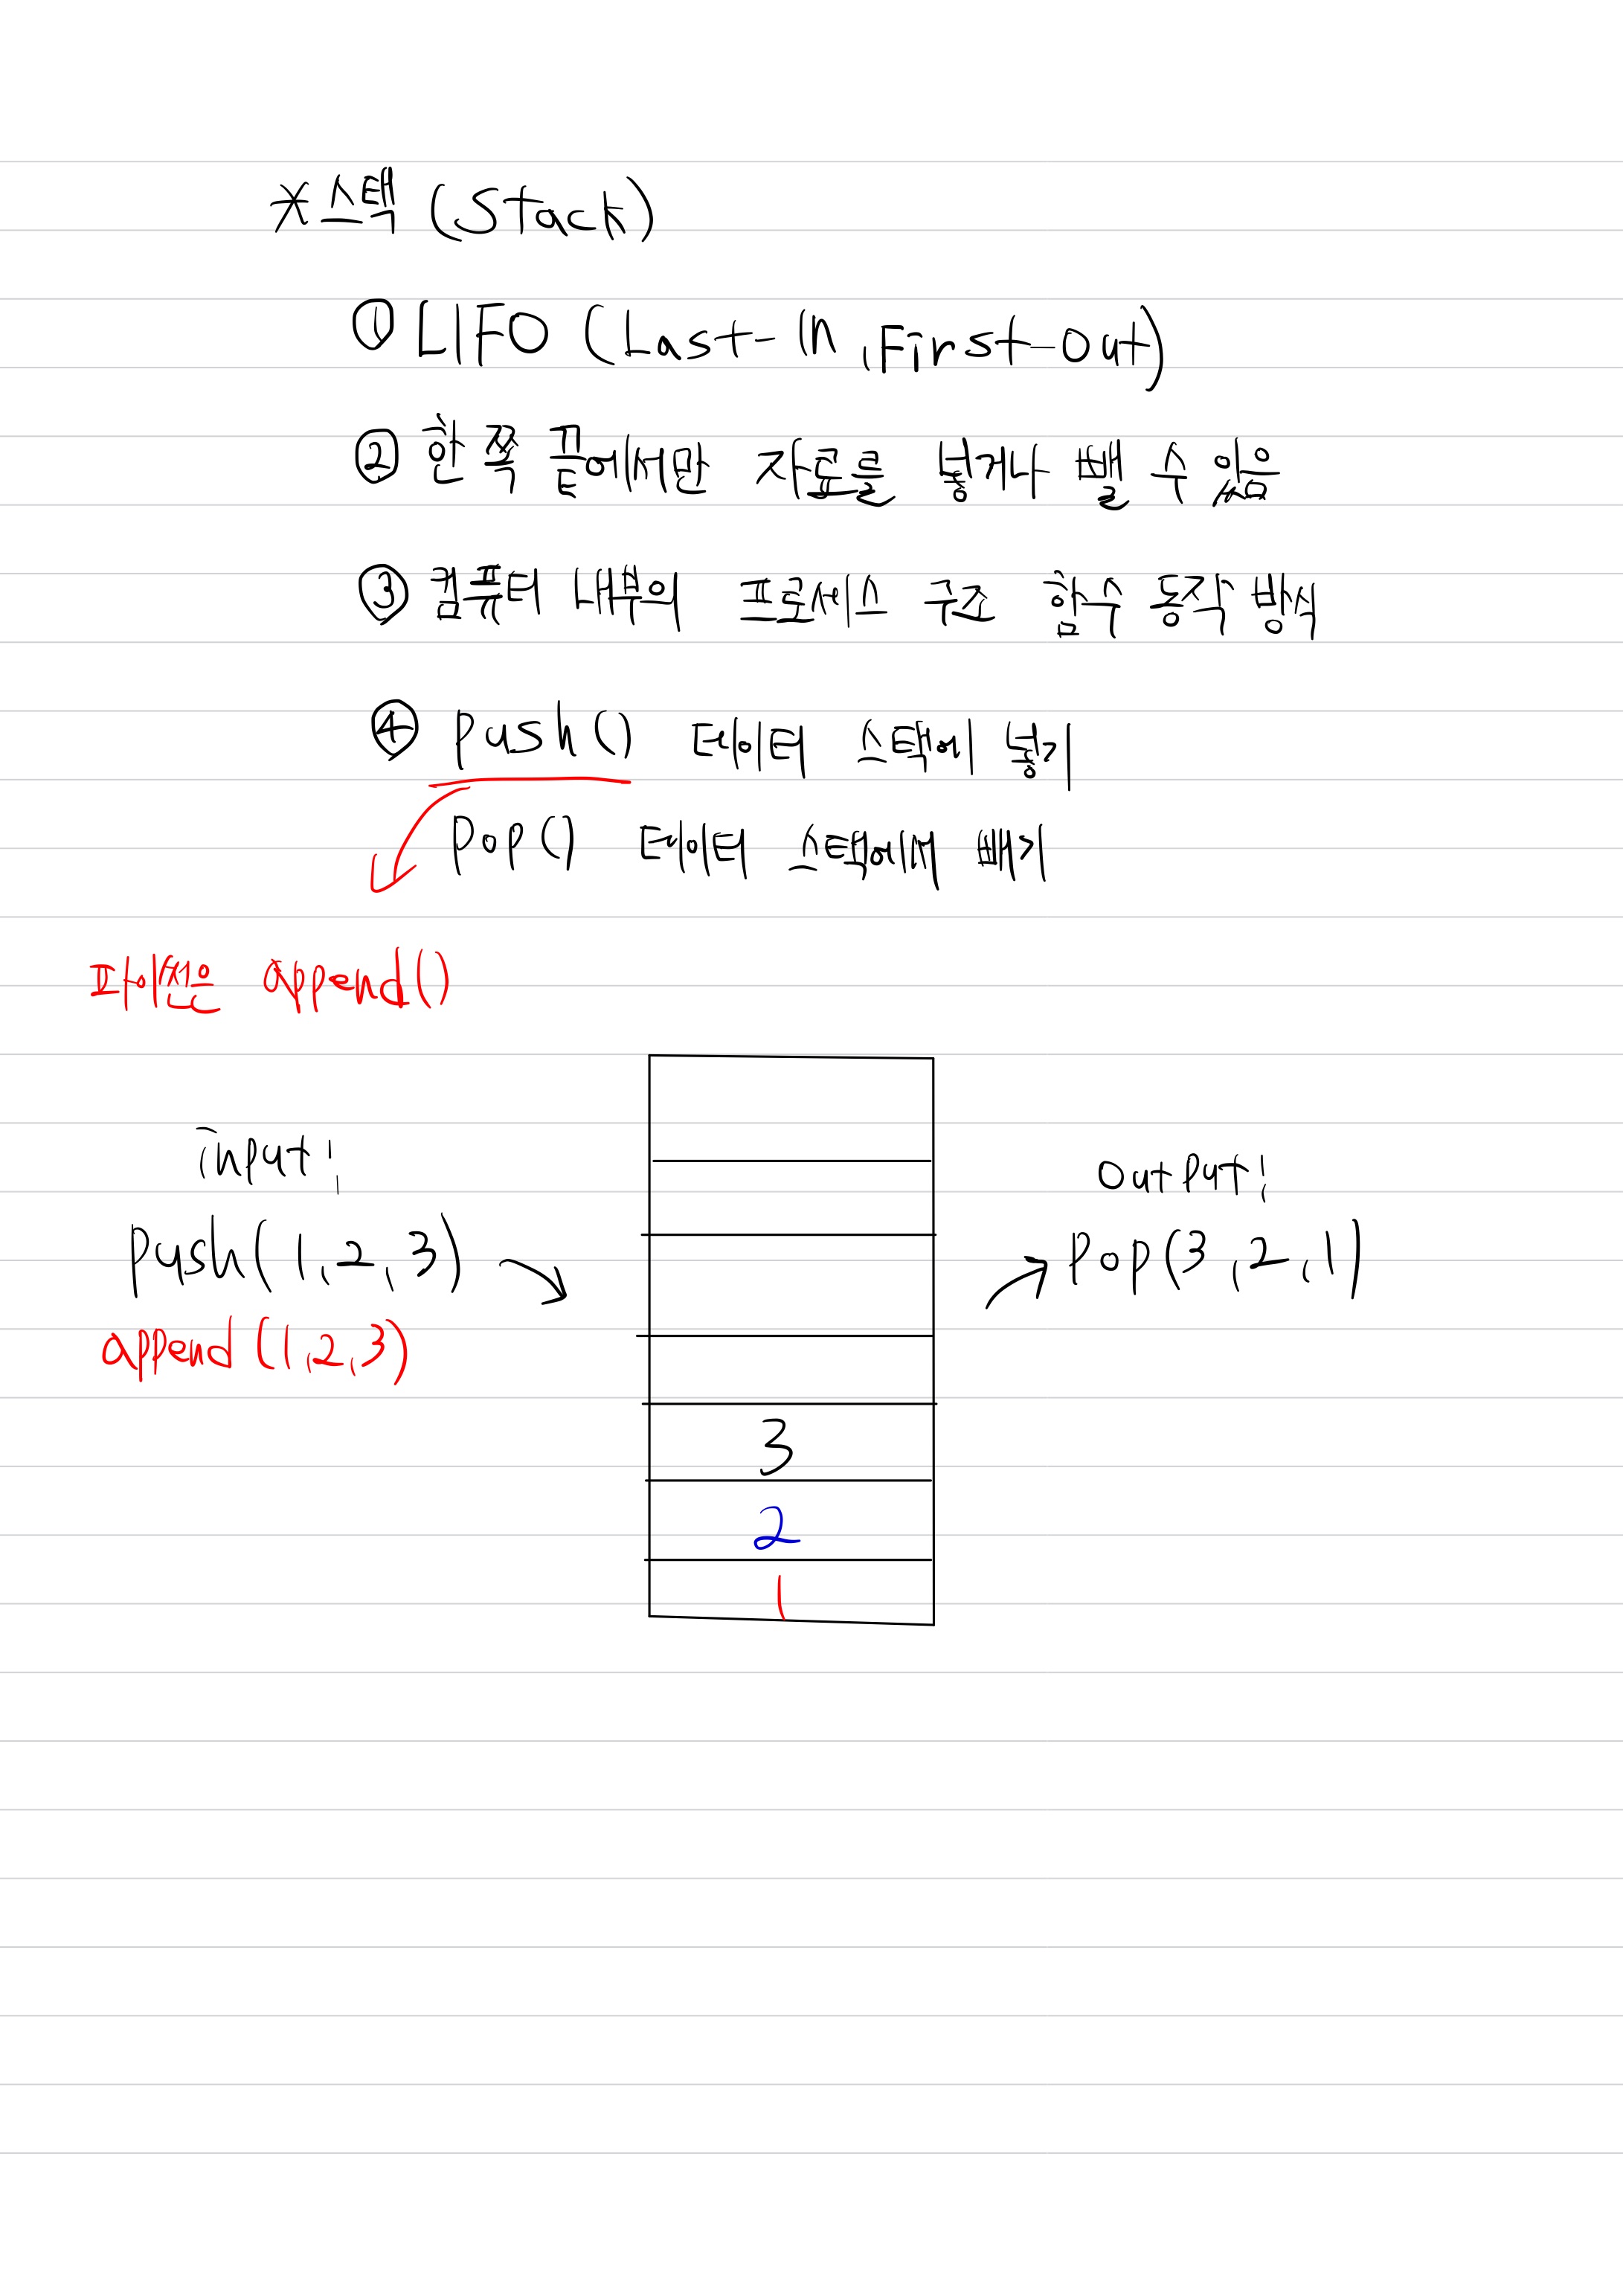 *스택 (Stack)
① LIFO (Last-In, First-Out)
② 한 쪽 끝에서만 자료를 넣거나 뺄 수 있음
③ 컴퓨터 내부의 프로세스 구조 함수 동작 방식
④ push() 데이터 스택에 넣기
pop() 데이터 스택에서 빼기
파이썬은 append()
input!
push(1,2,3)
append(1,2,3)
output!
pop(3,2,1)
3
2
1